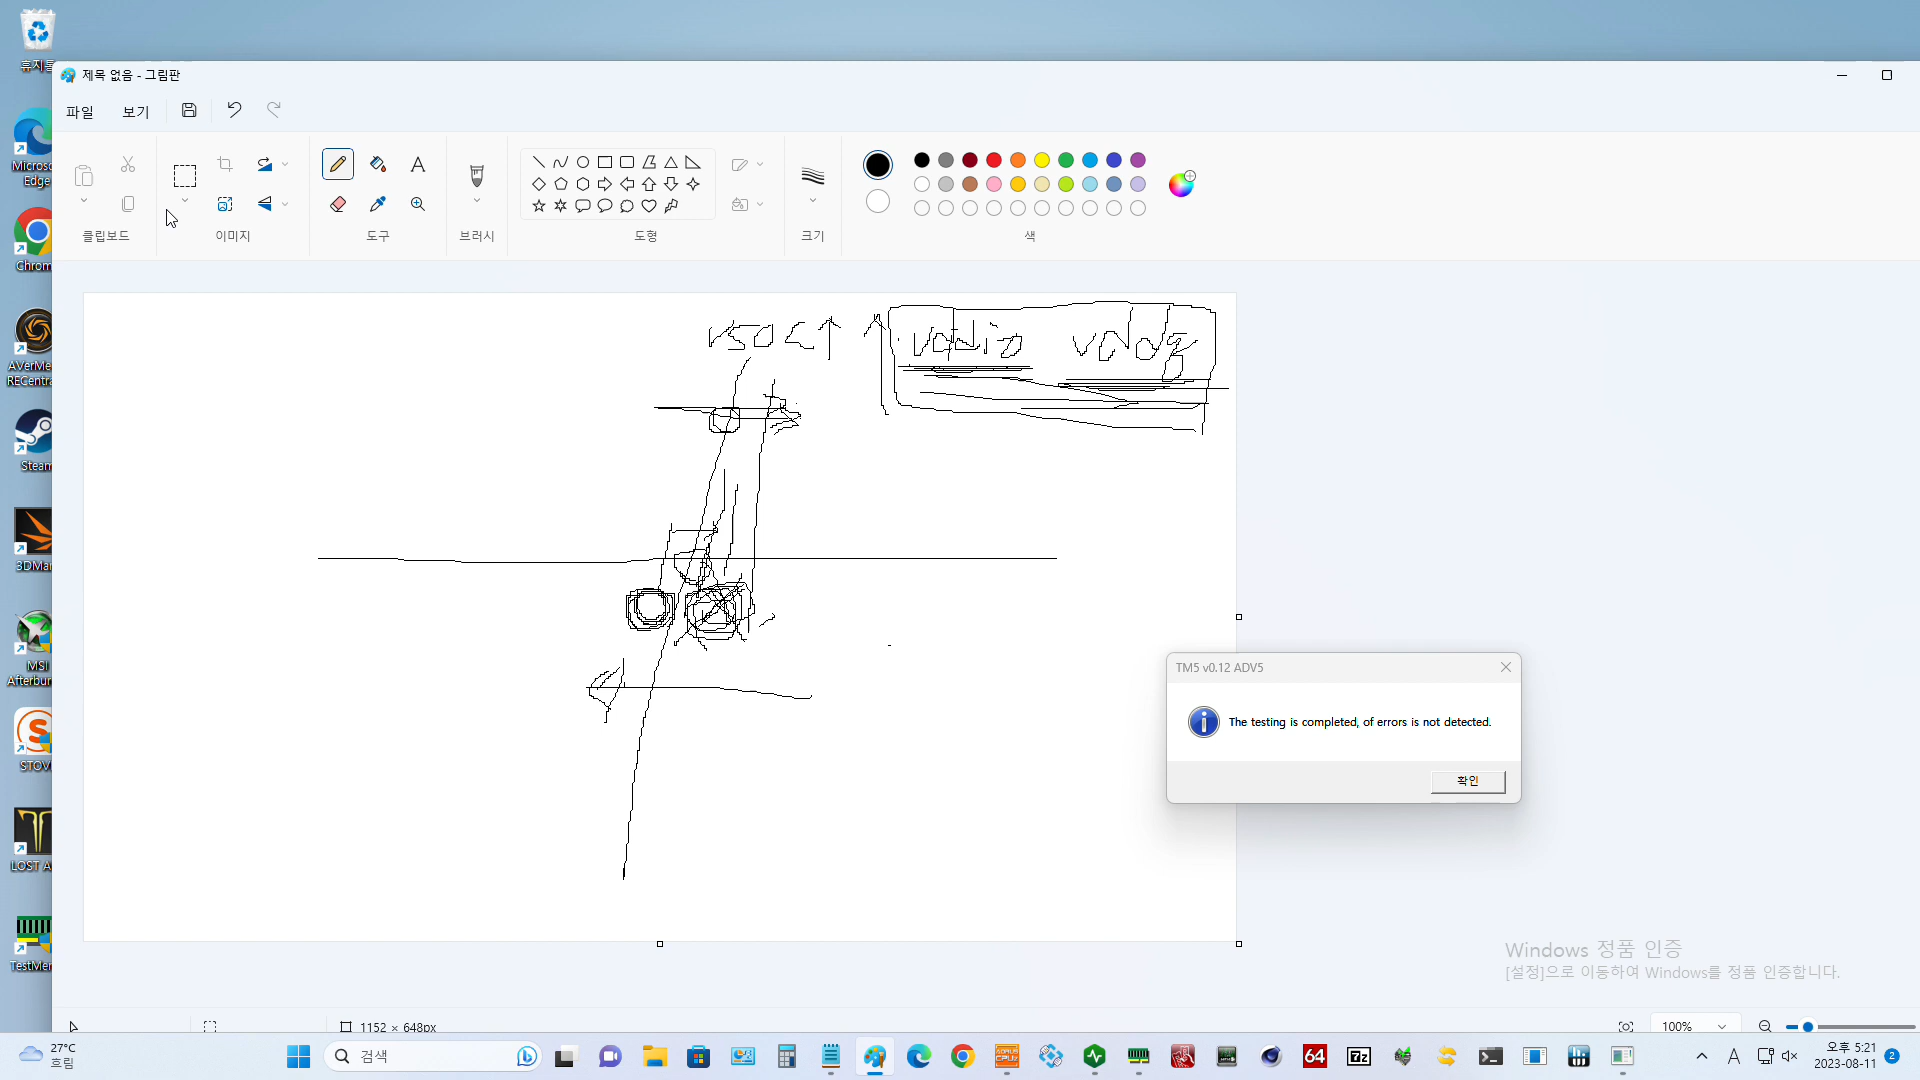 휴지통
제목 없음 - 그림판
파일 보기
클립보드 이미지 도구 브러시 도형 크기 색
Edge
REC
Steam
TM5 v0.12 ADV5
The testing is completed, of errors is not detected.
확인
Windows 정품 인증
[설정]으로 이동하여 Windows를 정품 인증합니다.
1152 × 648px
100%
27°C
흐림
검색
64
7z
A
오후 5:21
2023-08-11
2